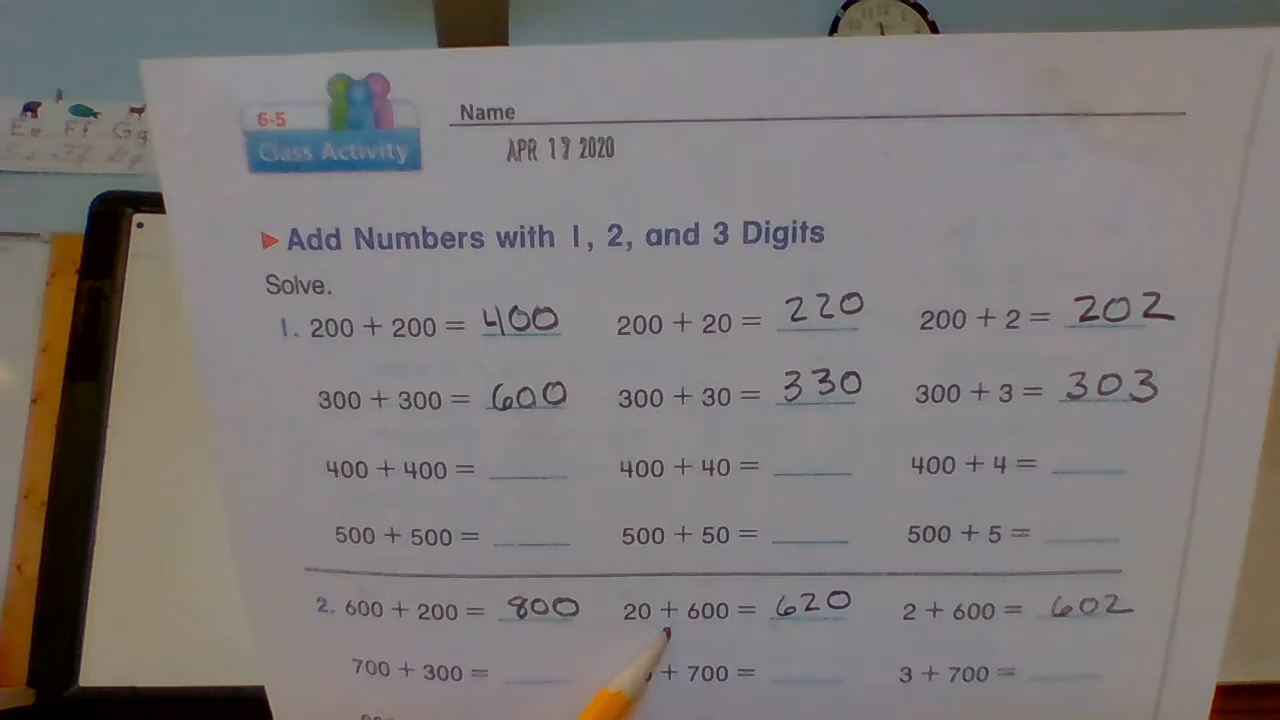 Ee Ff Gg
6-5
Class Activity
Name
APR 17 2020
Add Numbers with 1, 2, and 3 Digits
Solve.
1. 200 + 200 = 400 200 + 20 = 220 200 + 2 = 202
300 + 300 = 600 300 + 30 = 330 300 + 3 = 303
400 + 400 = 400 + 40 = 400 + 4 =
500 + 500 = 500 + 50 = 500 + 5 =
2. 600 + 200 = 800 20 + 600 = 620 2 + 600 = 602
700 + 300 = + 700 = 3 + 700 =